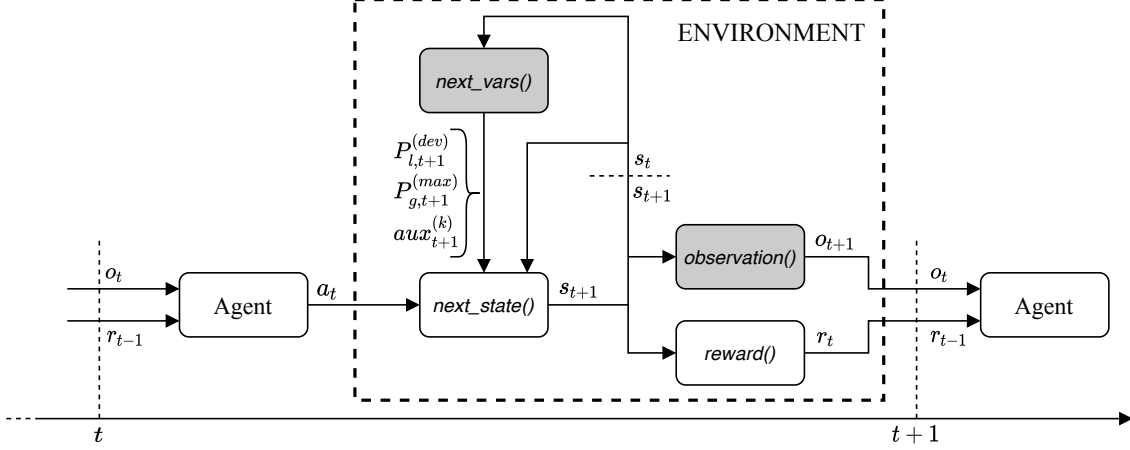 ENVIRONMENT
next_vars()
P_{l,t+1}^{(dev)}
P_{g,t+1}^{(max)}
aux_{t+1}^{(k)}
s_t
s_{t+1}
observation()
o_{t+1}
o_t
o_t
Agent
a_t
next_state()
s_{t+1}
Agent
r_{t-1}
reward()
r_t
r_{t-1}
t
t + 1